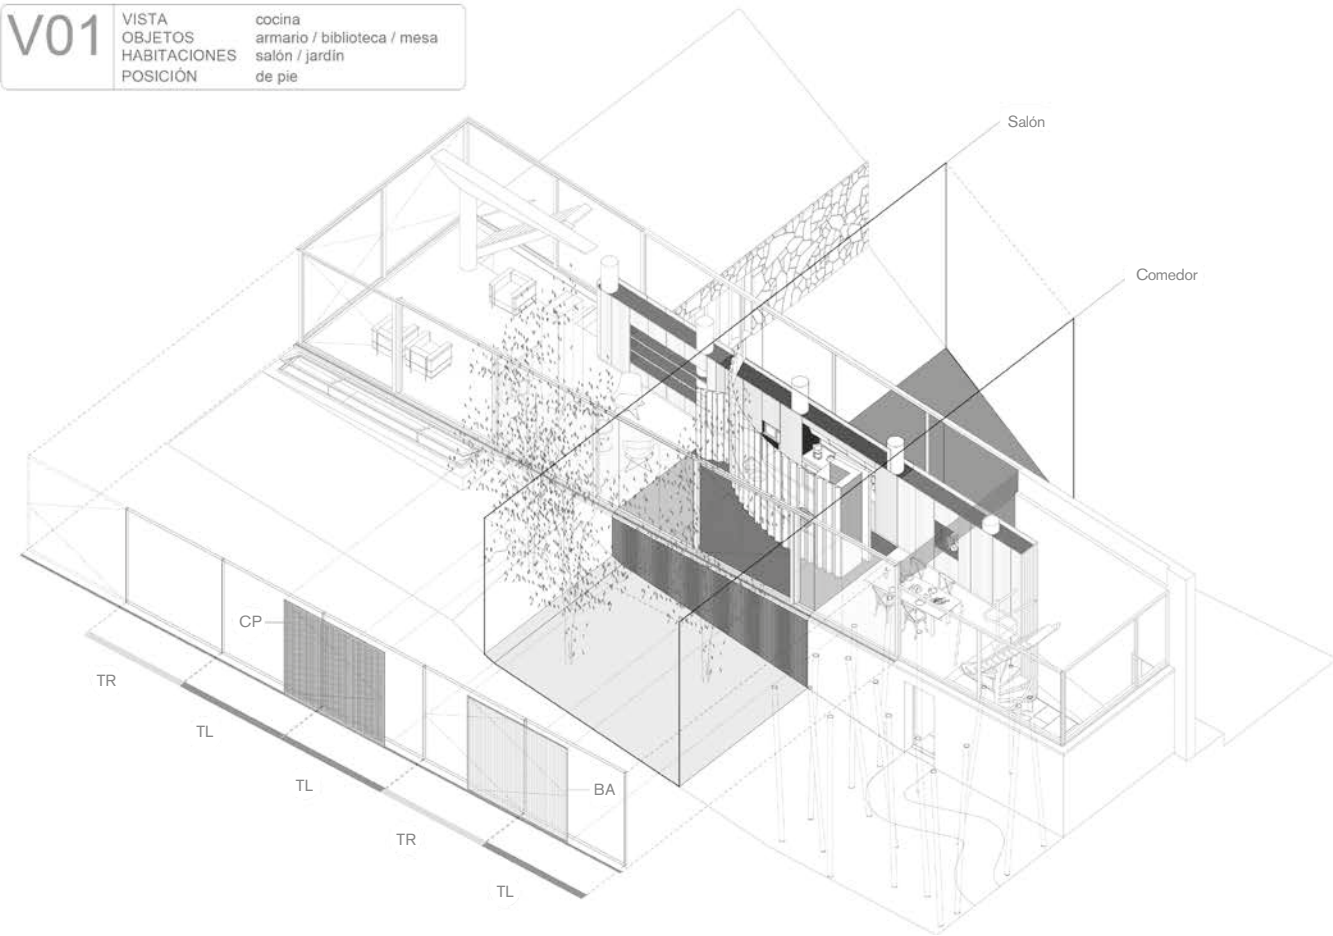 V01
VISTA cocina
OBJETOS armario / biblioteca / mesa
HABITACIONES salón / jardín
POSICIÓN de pie
Salón
Comedor
CP
TR
TL
TL
BA
TR
TL